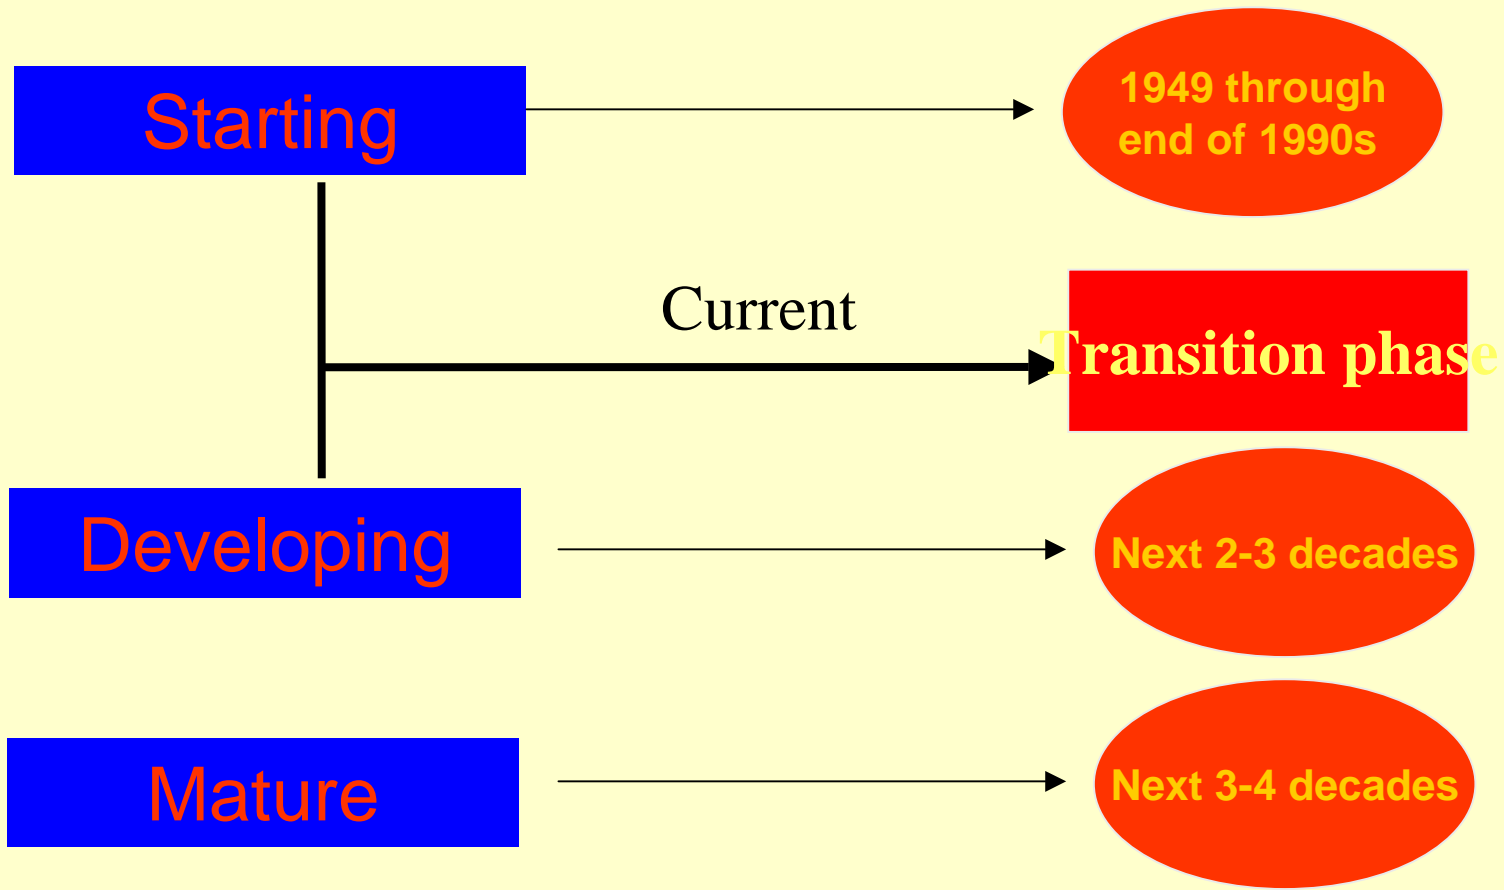 Starting
1949 through
end of 1990s
Current
Transition phase
Developing
Next 2-3 decades
Mature
Next 3-4 decades